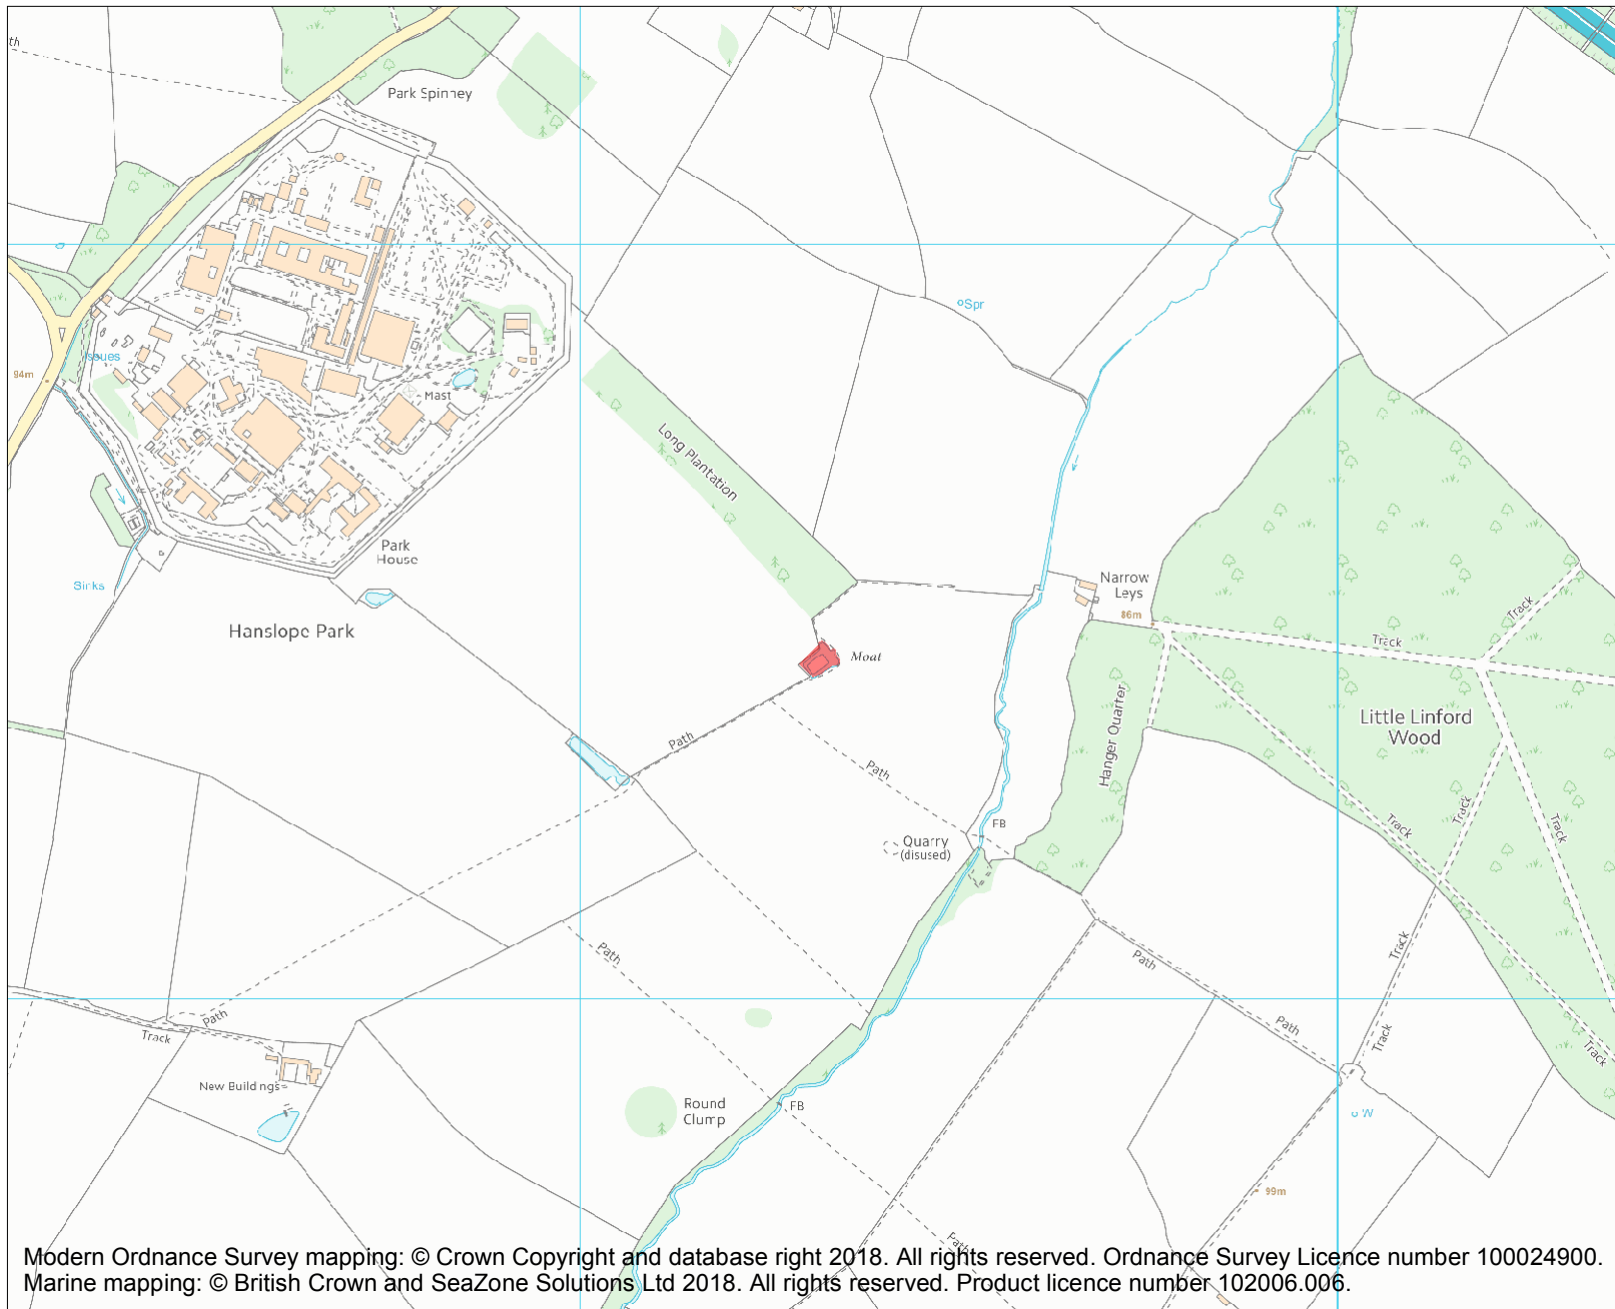 th
Park Spinney
Spr
Issues
94m
Mast
Long Plantation
Park
House
Sinks
Narrow
Leys
86m
Track
Track
Hanslope Park
Moat
Hanger Quarter
Little Linford
Wood
Path
Path
Track
Track
Track
FB
Quarry
(disused)
Path
Path
Track
Path
Path
Track
Track
Track
New Buildings
Round
Clump
FB
W
99m
Path
Modern Ordnance Survey mapping: © Crown Copyright and database right 2018. All rights reserved. Ordnance Survey Licence number 100024900.
Marine mapping: © British Crown and SeaZone Solutions Ltd 2018. All rights reserved. Product licence number 102006.006.